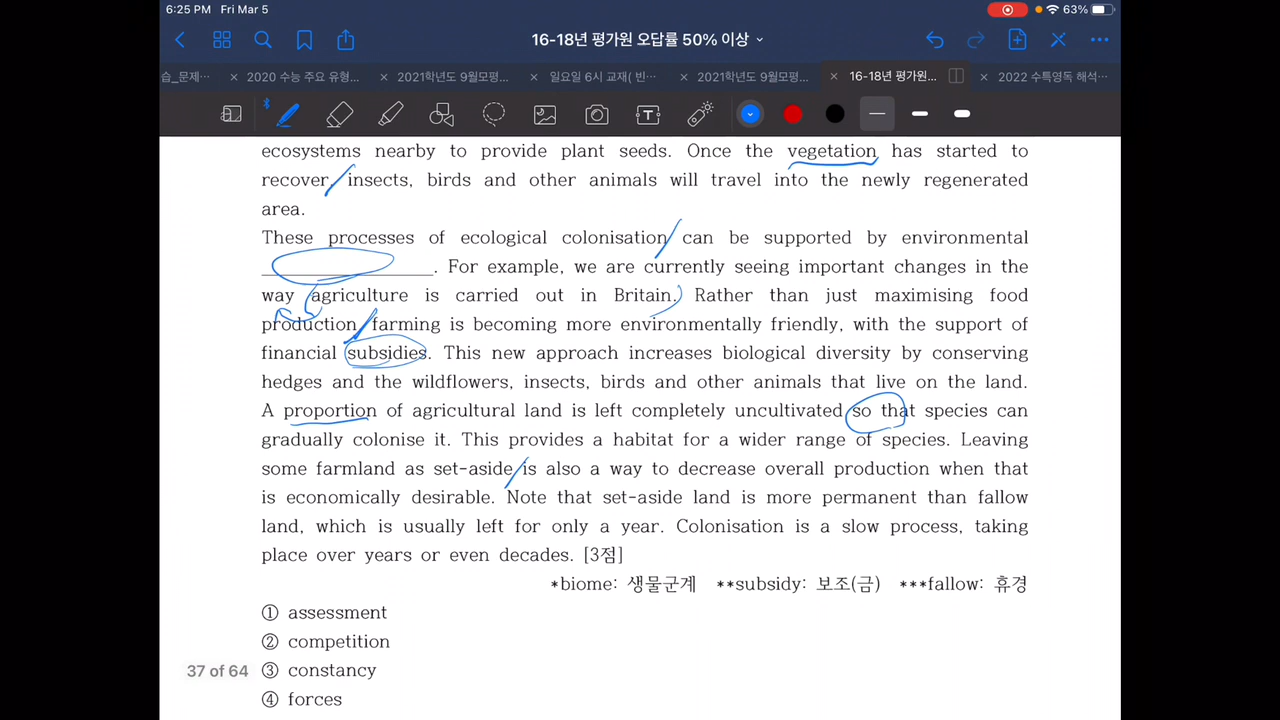 6:25 PM Fri Mar 5
63%
16-18년 평가원 오답률 50% 이상
습_문제…
2020 수능 주요 유형…
2021학년도 9월모평…
일요일 6시 교재( 빈…
2021학년도 9월모평…
16-18년 평가원…
2022 수특영독 해석…
ecosystems nearby to provide plant seeds. Once the vegetation has started to
recover, insects, birds and other animals will travel into the newly regenerated
area.
These processes of ecological colonisation can be supported by environmental
________________. For example, we are currently seeing important changes in the
way agriculture is carried out in Britain. Rather than just maximising food
production, farming is becoming more environmentally friendly, with the support of
financial subsidies. This new approach increases biological diversity by conserving
hedges and the wildflowers, insects, birds and other animals that live on the land.
A proportion of agricultural land is left completely uncultivated so that species can
gradually colonise it. This provides a habitat for a wider range of species. Leaving
some farmland as set-aside is also a way to decrease overall production when that
is economically desirable. Note that set-aside land is more permanent than fallow
land, which is usually left for only a year. Colonisation is a slow process, taking
place over years or even decades. [3점]
*biome: 생물군계 **subsidy: 보조(금) ***fallow: 휴경
① assessment
② competition
37 of 64 ③ constancy
④ forces